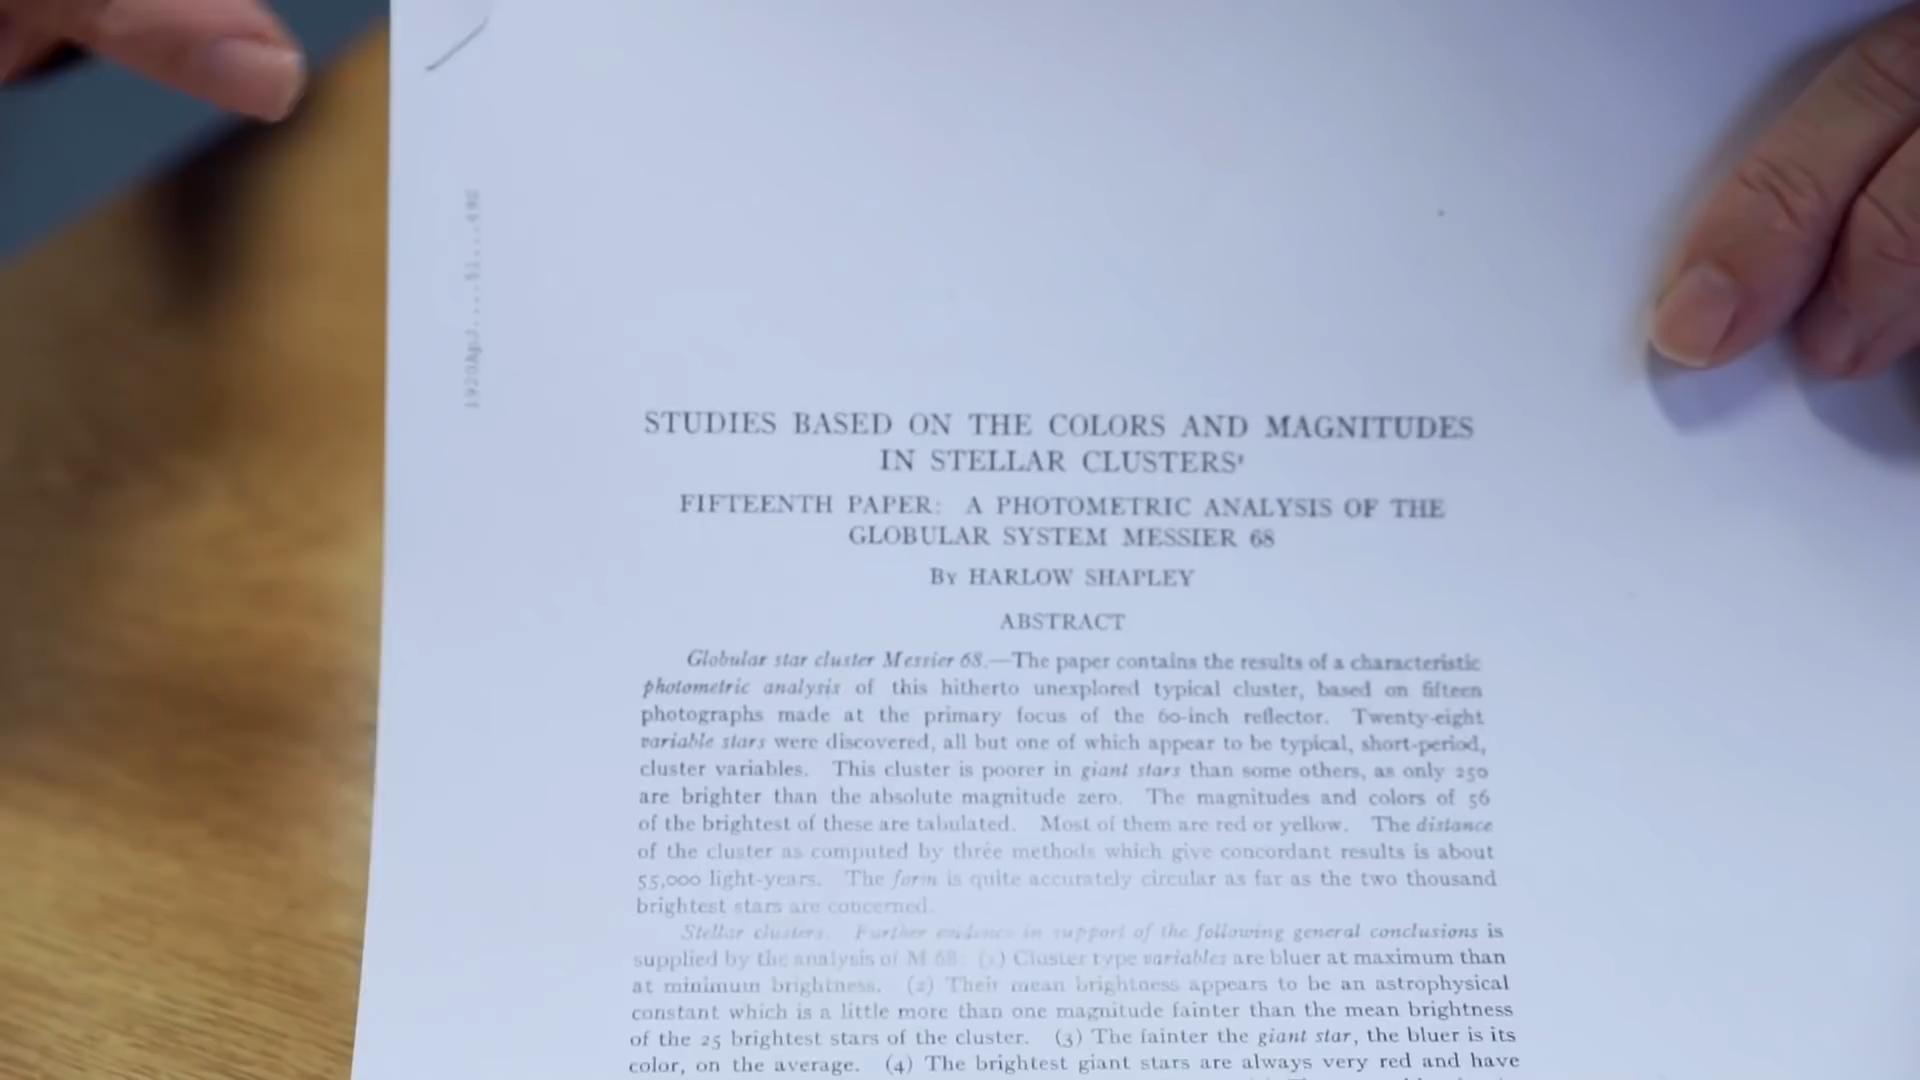 1920ApJ....51...49S
STUDIES BASED ON THE COLORS AND MAGNITUDES
IN STELLAR CLUSTERS¹
FIFTEENTH PAPER: A PHOTOMETRIC ANALYSIS OF THE
GLOBULAR SYSTEM MESSIER 68
By HARLOW SHAPLEY
ABSTRACT
Globular star cluster Messier 68.—The paper contains the results of a characteristic
photometric analysis of this hitherto unexplored typical cluster, based on fifteen
photographs made at the primary focus of the 60-inch reflector. Twenty-eight
variable stars were discovered, all but one of which appear to be typical, short-period,
cluster variables. This cluster is poorer in giant stars than some others, as only 250
are brighter than the absolute magnitude zero. The magnitudes and colors of 56
of the brightest of these are tabulated. Most of them are red or yellow. The distance
of the cluster as computed by three methods which give concordant results is about
55,000 light-years. The form is quite accurately circular as far as the two thousand
brightest stars are concerned.
Stellar clusters. Further evidence in support of the following general conclusions is
supplied by the analysis of M 68: (1) Cluster type variables are bluer at maximum than
at minimum brightness. (2) Their mean brightness appears to be an astrophysical
constant which is a little more than one magnitude fainter than the mean brightness
of the 25 brightest stars of the cluster. (3) The fainter the giant star, the bluer is its
color, on the average. (4) The brightest giant stars are always very red and have